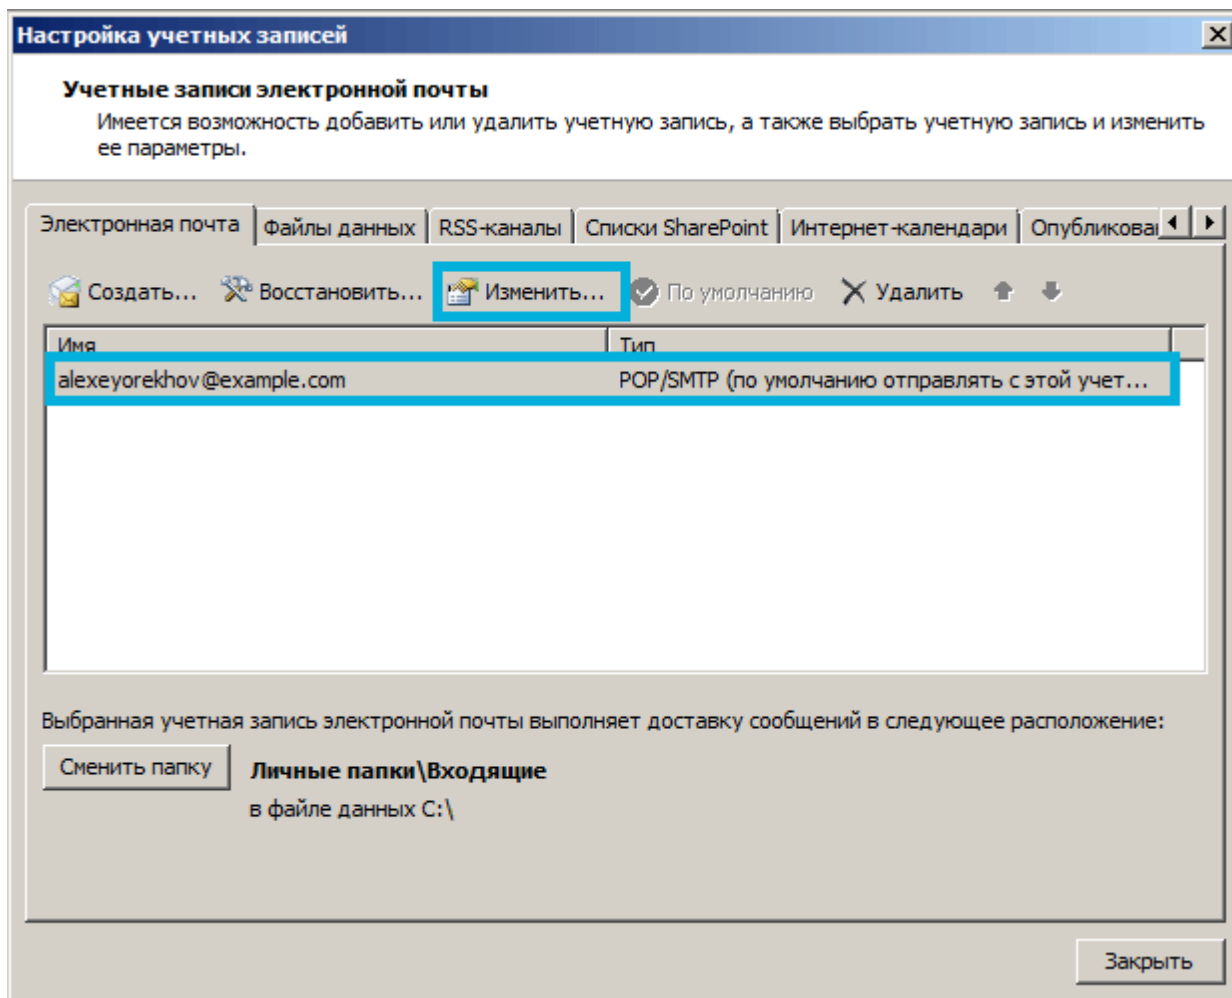 Настройка учетных записей
Учетные записи электронной почты
Имеется возможность добавить или удалить учетную запись, а также выбрать учетную запись и изменить
ее параметры.
Электронная почта Файлы данных RSS-каналы Списки SharePoint Интернет-календари Опубликова
Создать... Восстановить... Изменить... По умолчанию Удалить
Имя Тип
alexeyorekhov@example.com POP/SMTP (по умолчанию отправлять с этой учет...
Выбранная учетная запись электронной почты выполняет доставку сообщений в следующее расположение:
Сменить папку Личные папки\Входящие
в файле данных C:\
Закрыть